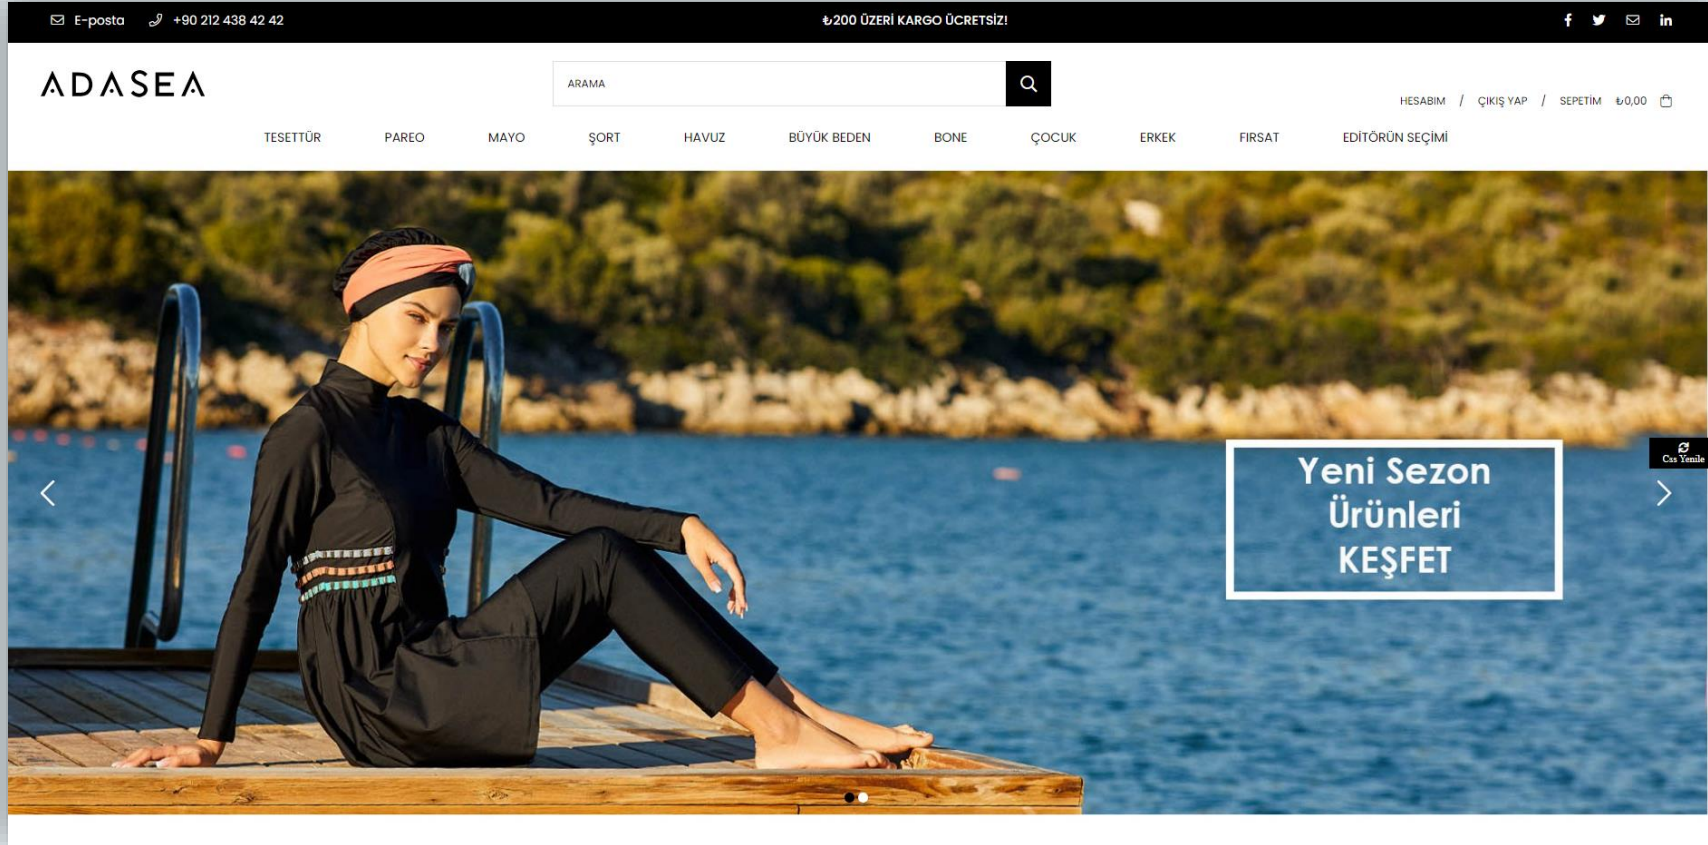 E-posta +90 212 438 42 42 ₺200 ÜZERİ KARGO ÜCRETSİZ!
ADASEA
ARAMA
HESABIM / ÇIKIŞ YAP / SEPETİM ₺0,00
TESETTÜR PAREO MAYO ŞORT HAVUZ BÜYÜK BEDEN BONE ÇOCUK ERKEK FIRSAT EDİTÖRÜN SEÇİMİ
Yeni Sezon
Ürünleri
KEŞFET
Css Yenile